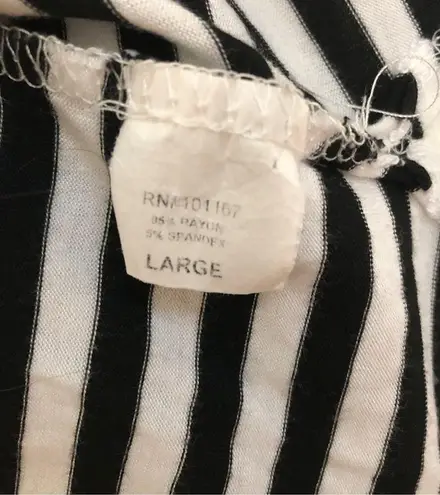 RN#101167
95% RAYON
5% SPANDEX
LARGE